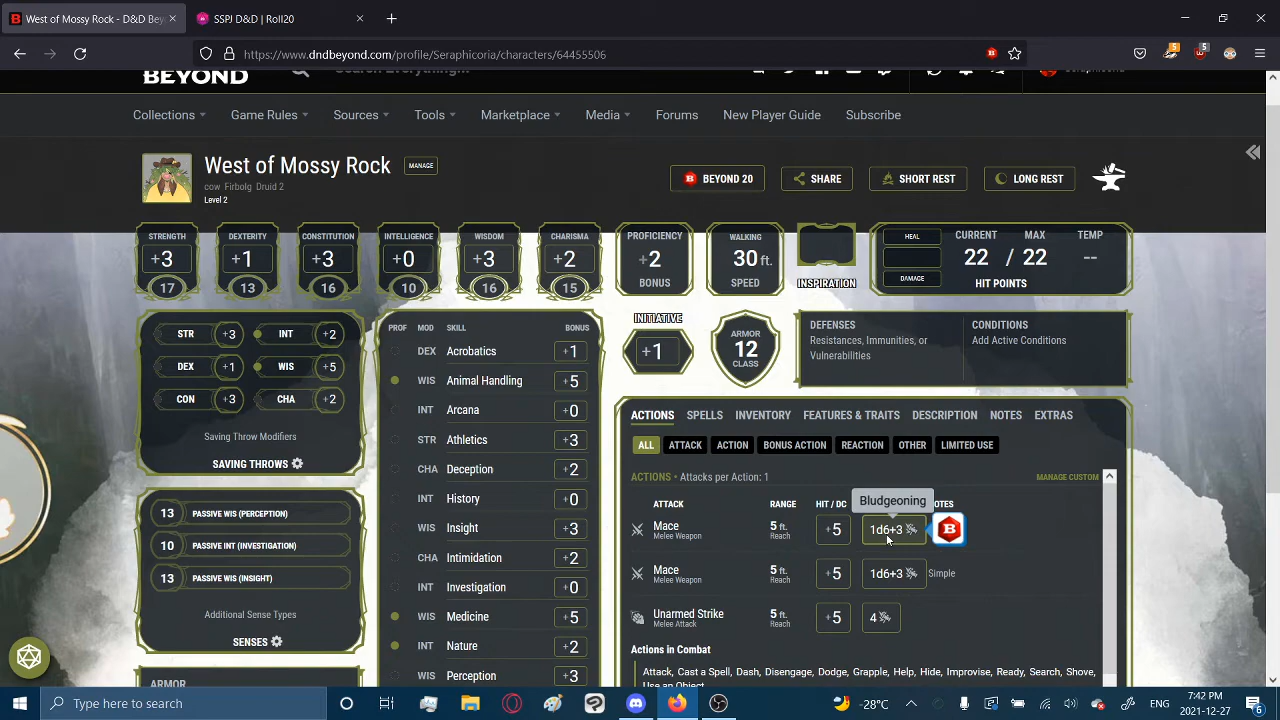 West of Mossy Rock - D&D Bey
SSPJ D&D | Roll20
https://www.dndbeyond.com/profile/Seraphicoria/characters/64455506
5
5
BEYOND
Search Everything...
Collections
Game Rules
Sources
Tools
Marketplace
Media
Forums
New Player Guide
Subscribe
West of Mossy Rock
MANAGE
cow Firbolg Druid 2
Level 2
BEYOND 20
SHARE
SHORT REST
LONG REST
STRENGTH
+3
17
DEXTERITY
+1
13
CONSTITUTION
+3
16
INTELLIGENCE
+0
10
WISDOM
+3
16
CHARISMA
+2
15
PROFICIENCY
+2
BONUS
WALKING
30 ft.
SPEED
INSPIRATION
HEAL
DAMAGE
CURRENT MAX TEMP
22 / 22 --
HIT POINTS
STR +3 INT +2
DEX +1 WIS +5
CON +3 CHA +2
Saving Throw Modifiers
SAVING THROWS
13 PASSIVE WIS (PERCEPTION)
10 PASSIVE INT (INVESTIGATION)
13 PASSIVE WIS (INSIGHT)
Additional Sense Types
SENSES
ARMOR
PROF MOD SKILL BONUS
DEX Acrobatics +1
WIS Animal Handling +5
INT Arcana +0
STR Athletics +3
CHA Deception +2
INT History +0
WIS Insight +3
CHA Intimidation +2
INT Investigation +0
WIS Medicine +5
INT Nature +2
WIS Perception +3
INITIATIVE
+1
ARMOR
12
CLASS
DEFENSES
Resistances, Immunities, or
Vulnerabilities
CONDITIONS
Add Active Conditions
ACTIONS SPELLS INVENTORY FEATURES & TRAITS DESCRIPTION NOTES EXTRAS
ALL ATTACK ACTION BONUS ACTION REACTION OTHER LIMITED USE
ACTIONS • Attacks per Action: 1
MANAGE CUSTOM
Bludgeoning
ATTACK RANGE HIT / DC OTES
Mace 5 ft. +5 1d6+3 B
Melee Weapon Reach
Mace 5 ft. +5 1d6+3 Simple
Melee Weapon Reach
Unarmed Strike 5 ft. +5 4
Melee Attack Reach
Actions in Combat
Attack, Cast a Spell, Dash, Disengage, Dodge, Grapple, Help, Hide, Improvise, Ready, Search, Shove,
Use an Object
Type here to search
-28°C
ENG
7:42 PM
2021-12-27
6